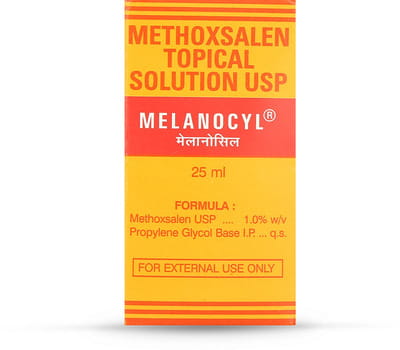 METHOXSALEN
TOPICAL
SOLUTION USP
MELANOCYL®
मेलानोसिल
25 ml
FORMULA :
Methoxsalen USP .... 1.0% w/v
Propylene Glycol Base I.P. ... q.s.
FOR EXTERNAL USE ONLY